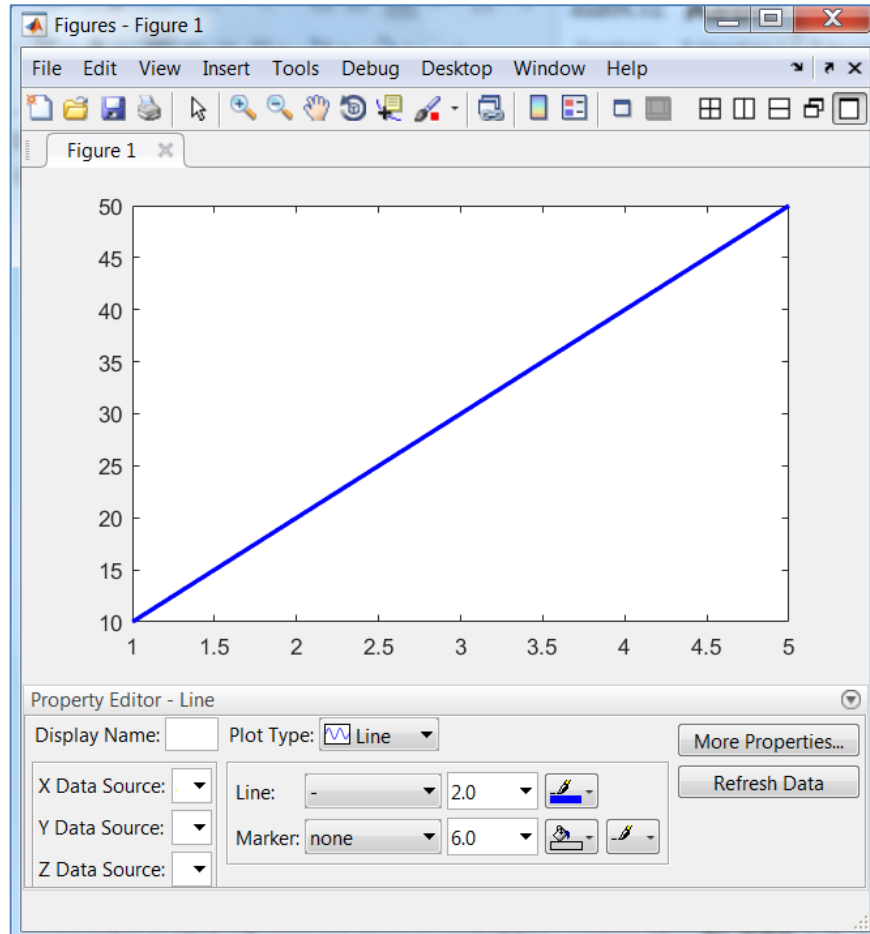 Figures - Figure 1
File Edit View Insert Tools Debug Desktop Window Help
Figure 1
50
45
40
35
30
25
20
15
10
1 1.5 2 2.5 3 3.5 4 4.5 5
Property Editor - Line
Display Name: Plot Type: Line More Properties...
X Data Source: Line: - 2.0 Refresh Data
Y Data Source: Marker: none 6.0
Z Data Source: